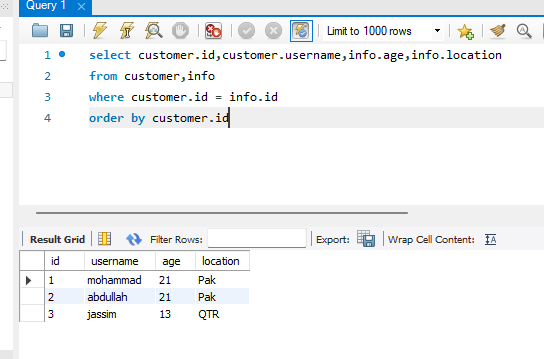 Query 1
Limit to 1000 rows
1 select customer.id,customer.username,info.age,info.location
2 from customer,info
3 where customer.id = info.id
4 order by customer.id
Result Grid Filter Rows: Export: Wrap Cell Content:
id username age location
1 mohammad 21 Pak
2 abdullah 21 Pak
3 jassim 13 QTR